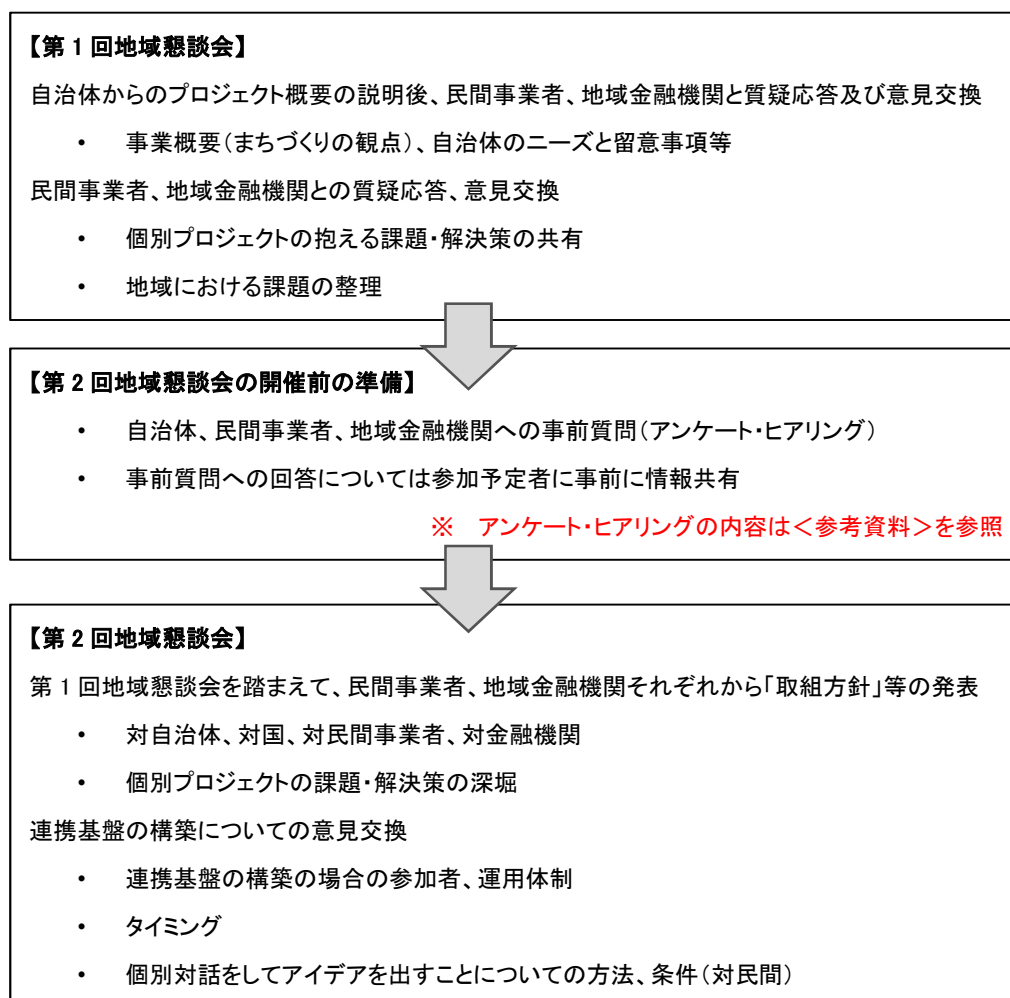 【第 1 回地域懇談会】
自治体からのプロジェクト概要の説明後、民間事業者、地域金融機関と質疑応答及び意見交換
• 事業概要（まちづくりの観点）、自治体のニーズと留意事項等
民間事業者、地域金融機関との質疑応答、意見交換
• 個別プロジェクトの抱える課題・解決策の共有
• 地域における課題の整理
【第 2 回地域懇談会の開催前の準備】
• 自治体、民間事業者、地域金融機関への事前質問（アンケート・ヒアリング）
• 事前質問への回答については参加予定者に事前に情報共有
※ アンケート・ヒアリングの内容は＜参考資料＞を参照
【第 2 回地域懇談会】
第 1 回地域懇談会を踏まえて、民間事業者、地域金融機関それぞれから「取組方針」等の発表
• 対自治体、対国、対民間事業者、対金融機関
• 個別プロジェクトの課題・解決策の深堀
連携基盤の構築についての意見交換
• 連携基盤の構築の場合の参加者、運用体制
• タイミング
• 個別対話をしてアイデアを出すことについての方法、条件（対民間）